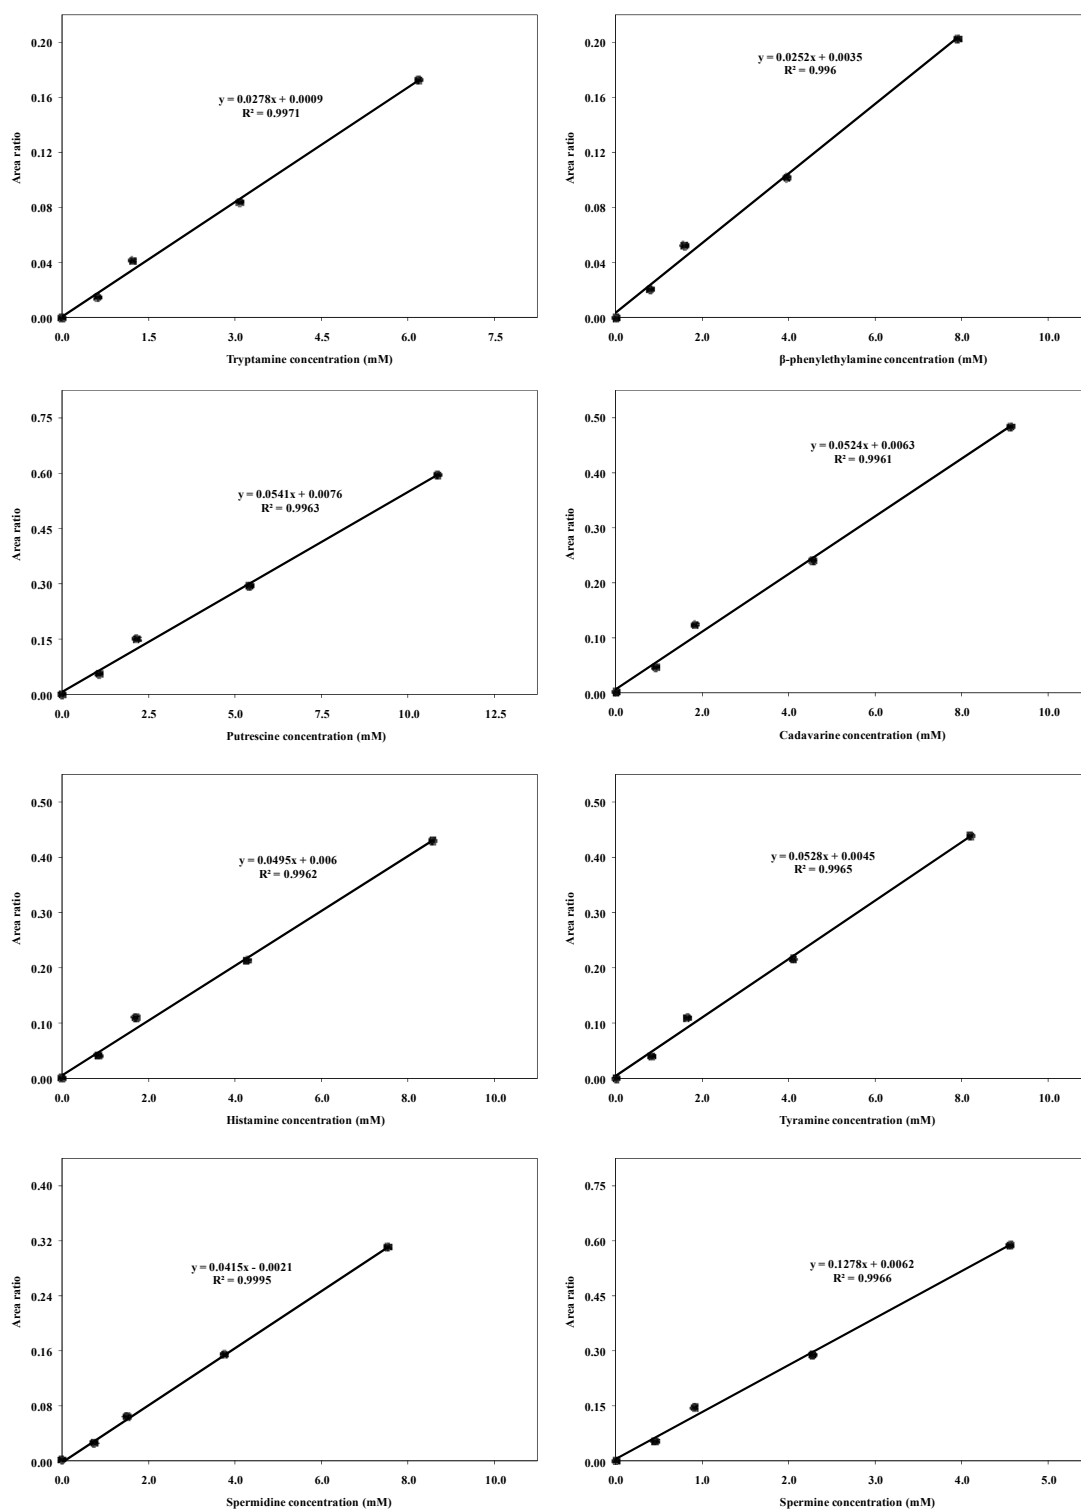 0.20
0.16
0.12
0.08
0.04
0.00
Area ratio
y = 0.0278x + 0.0009
R² = 0.9971
0.0 1.5 3.0 4.5 6.0 7.5
Tryptamine concentration (mM)
0.20
0.16
0.12
0.08
0.04
0.00
Area ratio
y = 0.0252x + 0.0035
R² = 0.996
0.0 2.0 4.0 6.0 8.0 10.0
β-phenylethylamine concentration (mM)
0.75
0.60
0.45
0.30
0.15
0.00
Area ratio
y = 0.0541x + 0.0076
R² = 0.9963
0.0 2.5 5.0 7.5 10.0 12.5
Putrescine concentration (mM)
0.50
0.40
0.30
0.20
0.10
0.00
Area ratio
y = 0.0524x + 0.0063
R² = 0.9961
0.0 2.0 4.0 6.0 8.0 10.0
Cadavarine concentration (mM)
0.50
0.40
0.30
0.20
0.10
0.00
Area ratio
y = 0.0495x + 0.006
R² = 0.9962
0.0 2.0 4.0 6.0 8.0 10.0
Histamine concentration (mM)
0.50
0.40
0.30
0.20
0.10
0.00
Area ratio
y = 0.0528x + 0.0045
R² = 0.9965
0.0 2.0 4.0 6.0 8.0 10.0
Tyramine concentration (mM)
0.40
0.32
0.24
0.16
0.08
0.00
Area ratio
y = 0.0415x - 0.0021
R² = 0.9995
0.0 2.0 4.0 6.0 8.0 10.0
Spermidine concentration (mM)
0.75
0.60
0.45
0.30
0.15
0.00
Area ratio
y = 0.1278x + 0.0062
R² = 0.9966
0.0 1.0 2.0 3.0 4.0 5.0
Spermine concentration (mM)